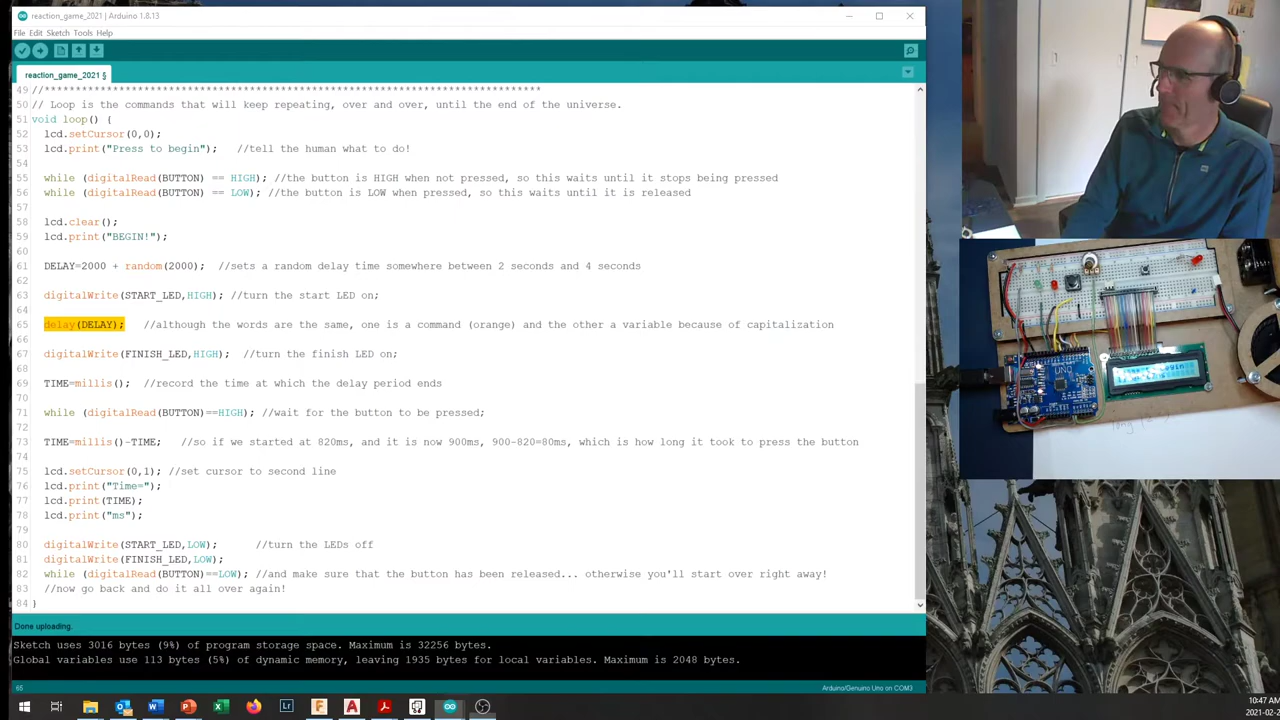 reaction_game_2021 | Arduino 1.8.13
File Edit Sketch Tools Help
reaction_game_2021 §
49 //**************************************************************************
50 // Loop is the commands that will keep repeating, over and over, until the end of the universe.
51 void loop() {
52 lcd.setCursor(0,0);
53 lcd.print("Press to begin"); //tell the human what to do!
54
55 while (digitalRead(BUTTON) == HIGH); //the button is HIGH when not pressed, so this waits until it stops being pressed
56 while (digitalRead(BUTTON) == LOW); //the button is LOW when pressed, so this waits until it is released
57
58 lcd.clear();
59 lcd.print("BEGIN!");
60
61 DELAY=2000 + random(2000); //sets a random delay time somewhere between 2 seconds and 4 seconds
62
63 digitalWrite(START_LED,HIGH); //turn the start LED on;
64
65 delay(DELAY); //although the words are the same, one is a command (orange) and the other a variable because of capitalization
66
67 digitalWrite(FINISH_LED,HIGH); //turn the finish LED on;
68
69 TIME=millis(); //record the time at which the delay period ends
70
71 while (digitalRead(BUTTON)==HIGH); //wait for the button to be pressed;
72
73 TIME=millis()-TIME; //so if we started at 820ms, and it is now 900ms, 900-820=80ms, which is how long it took to press the button
74
75 lcd.setCursor(0,1); //set cursor to second line
76 lcd.print("Time=");
77 lcd.print(TIME);
78 lcd.print("ms");
79
80 digitalWrite(START_LED,LOW); //turn the LEDs off
81 digitalWrite(FINISH_LED,LOW);
82 while (digitalRead(BUTTON)==LOW); //and make sure that the button has been released... otherwise you'll start over right away!
83 //now go back and do it all over again!
84 }
Done uploading.
Sketch uses 3016 bytes (9%) of program storage space. Maximum is 32256 bytes.
Global variables use 113 bytes (5%) of dynamic memory, leaving 1935 bytes for local variables. Maximum is 2048 bytes.
65
Arduino/Genuino Uno on COM3
UNO
10:47 AM
2021-02-2